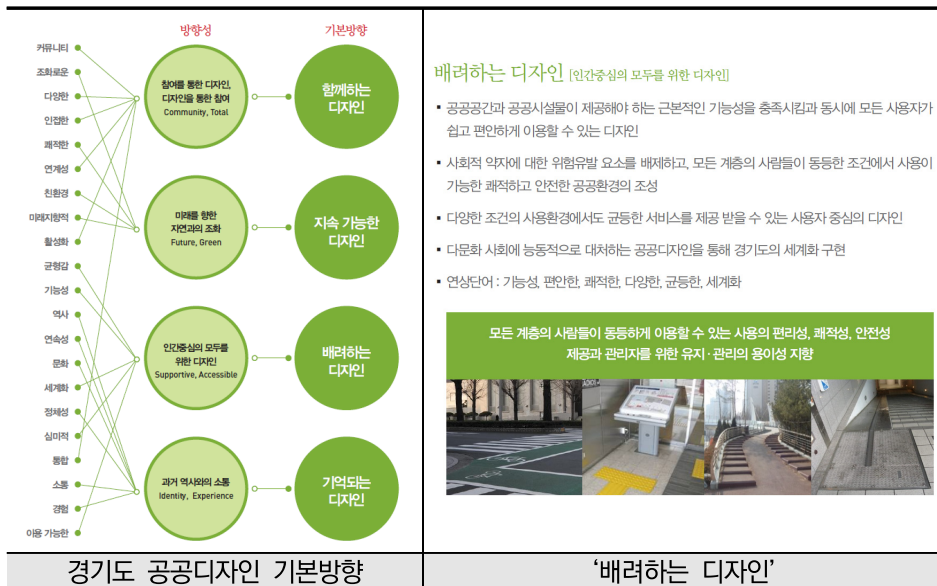 방향성
기본방향
커뮤니티
조화로운
다양한
인접한
쾌적한
연계성
친환경
미래지향적
활성화
균형감
기능성
역사
연속성
문화
세계화
정체성
심미적
통합
소통
경험
이용 가능한
참여를 통한 디자인,
디자인을 통한 참여
Community, Total
함께하는
디자인
미래를 향한
자연과의 조화
Future, Green
지속 가능한
디자인
인간중심의 모두를
위한 디자인
Supportive, Accessible
배려하는
디자인
과거 역사와의 소통
Identity, Experience
기억되는
디자인
경기도 공공디자인 기본방향
배려하는 디자인 [인간중심의 모두를 위한 디자인]
▪ 공공공간과 공공시설물이 제공해야 하는 근본적인 기능성을 충족시킴과 동시에 모든 사용자가
쉽고 편안하게 이용할 수 있는 디자인
▪ 사회적 약자에 대한 위험유발 요소를 배제하고, 모든 계층의 사람들이 동등한 조건에서 사용이
가능한 쾌적하고 안전한 공공환경의 조성
▪ 다양한 조건의 사용환경에서도 균등한 서비스를 제공 받을 수 있는 사용자 중심의 디자인
▪ 다문화 사회에 능동적으로 대처하는 공공디자인을 통해 경기도의 세계화 구현
▪ 연상단어 : 기능성, 편안한, 쾌적한, 다양한, 균등한, 세계화
모든 계층의 사람들이 동등하게 이용할 수 있는 사용의 편리성, 쾌적성, 안전성
제공과 관리자를 위한 유지 · 관리의 용이성 지향
‘배려하는 디자인’